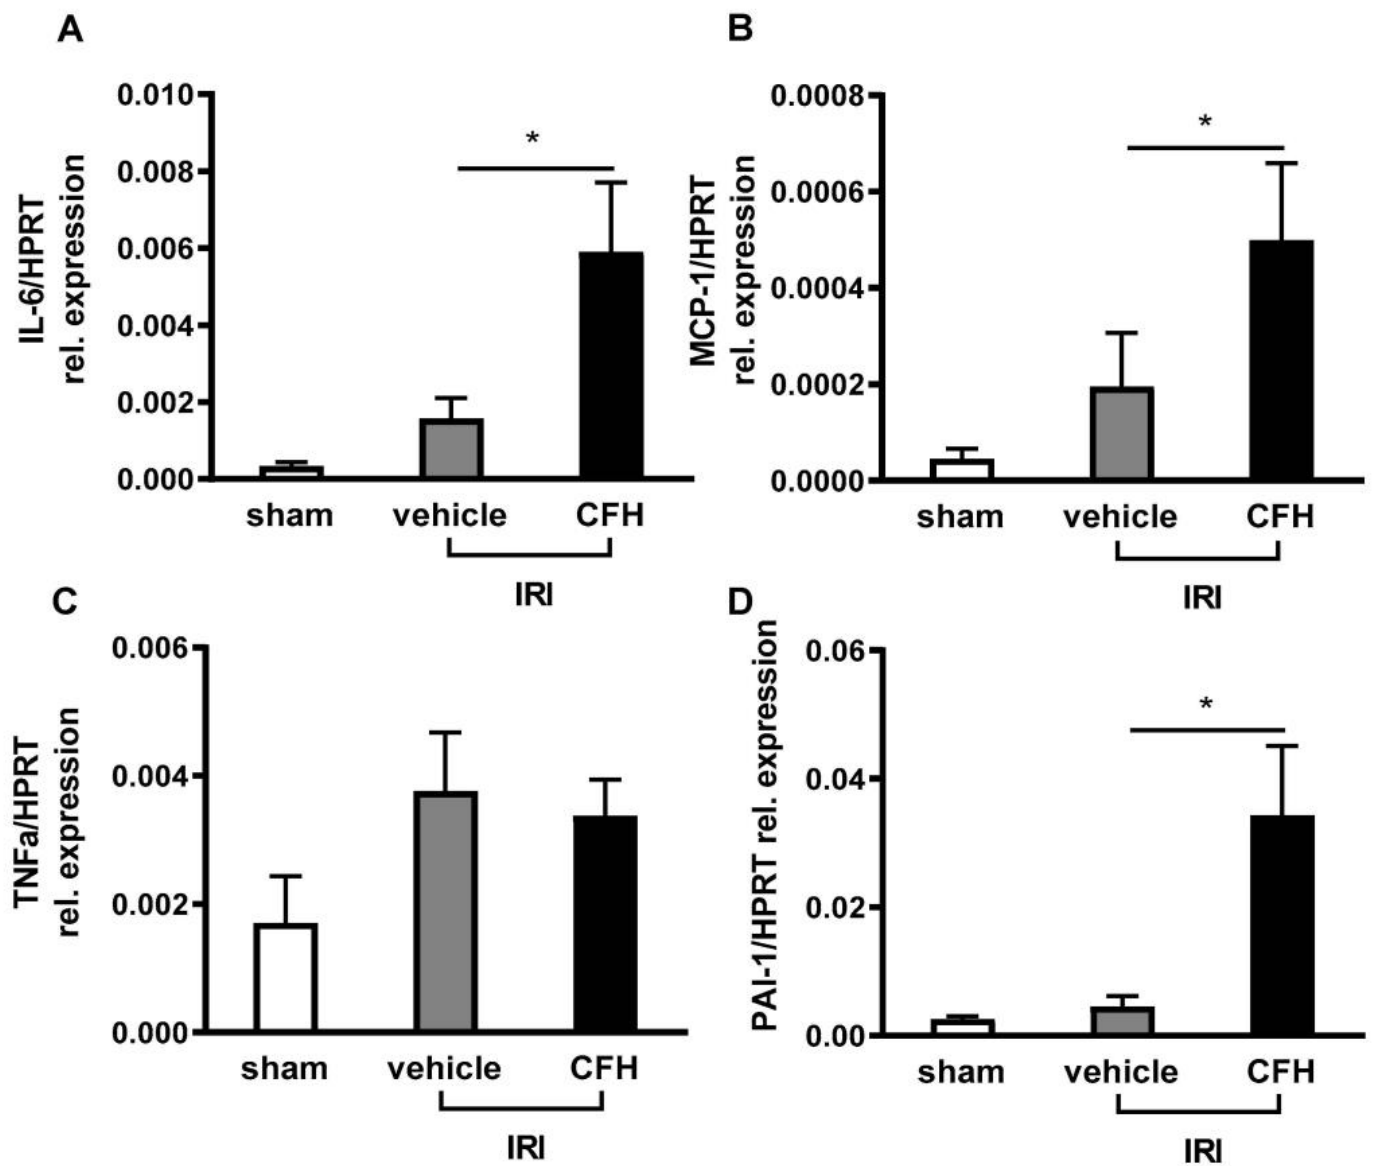 A
IL-6/HPRT
rel. expression
0.010
0.008
0.006
0.004
0.002
0.000
*
sham
vehicle
CFH
IRI
B
MCP-1/HPRT
rel. expression
0.0008
0.0006
0.0004
0.0002
0.0000
*
sham
vehicle
CFH
IRI
C
TNFa/HPRT
rel. expression
0.006
0.004
0.002
0.000
sham
vehicle
CFH
IRI
D
PAI-1/HPRT rel. expression
0.06
0.04
0.02
0.00
*
sham
vehicle
CFH
IRI